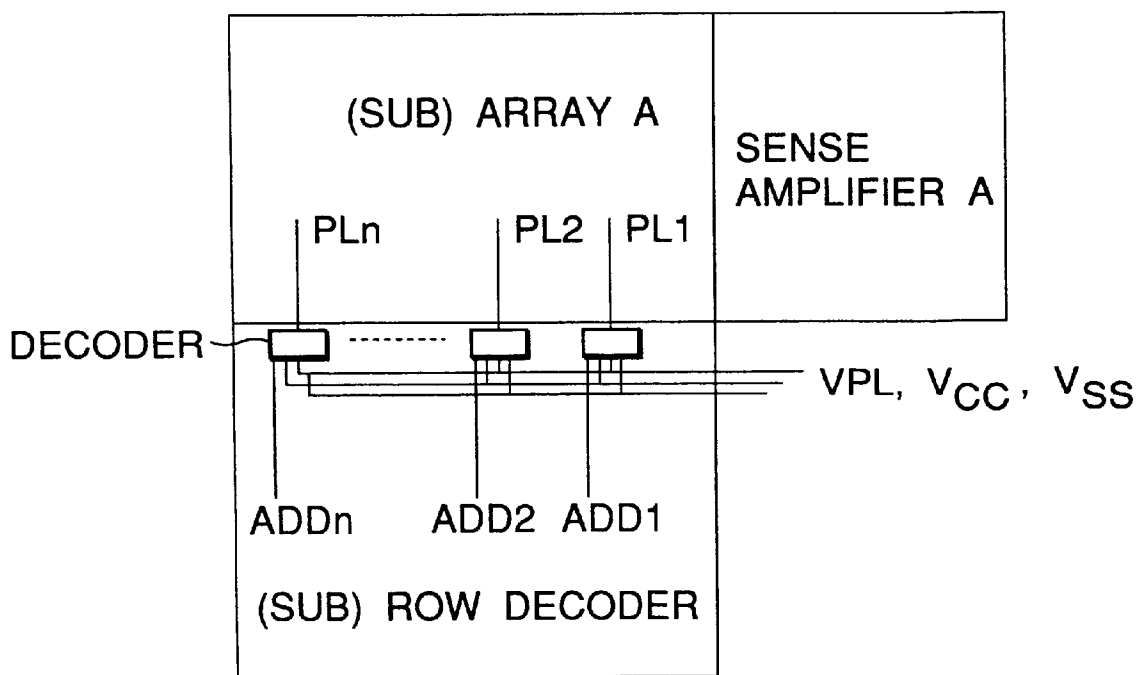 (SUB) ARRAY A
SENSE
AMPLIFIER A
PLn PL2 PL1
DECODER
VPL, VCC, VSS
ADDn ADD2 ADD1
(SUB) ROW DECODER